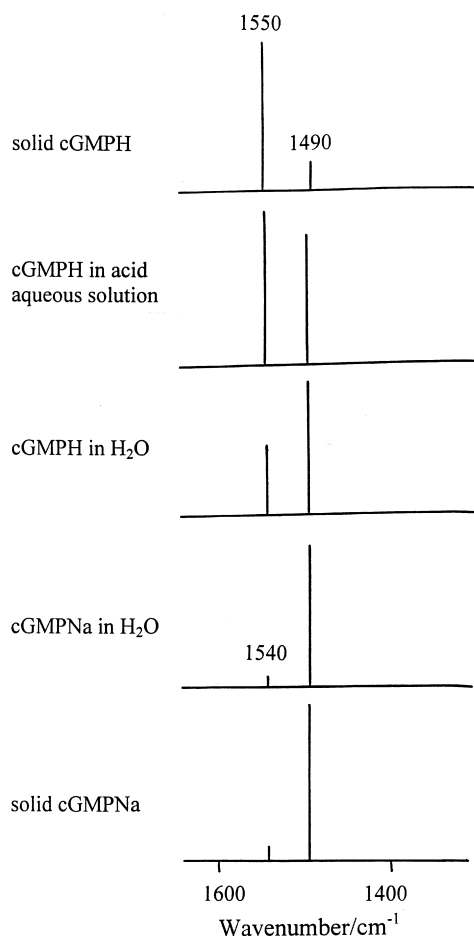 1550
solid cGMPH
1490
cGMPH in acid
aqueous solution
cGMPH in H₂O
cGMPNa in H₂O
1540
solid cGMPNa
1600 1400
Wavenumber/cm⁻¹